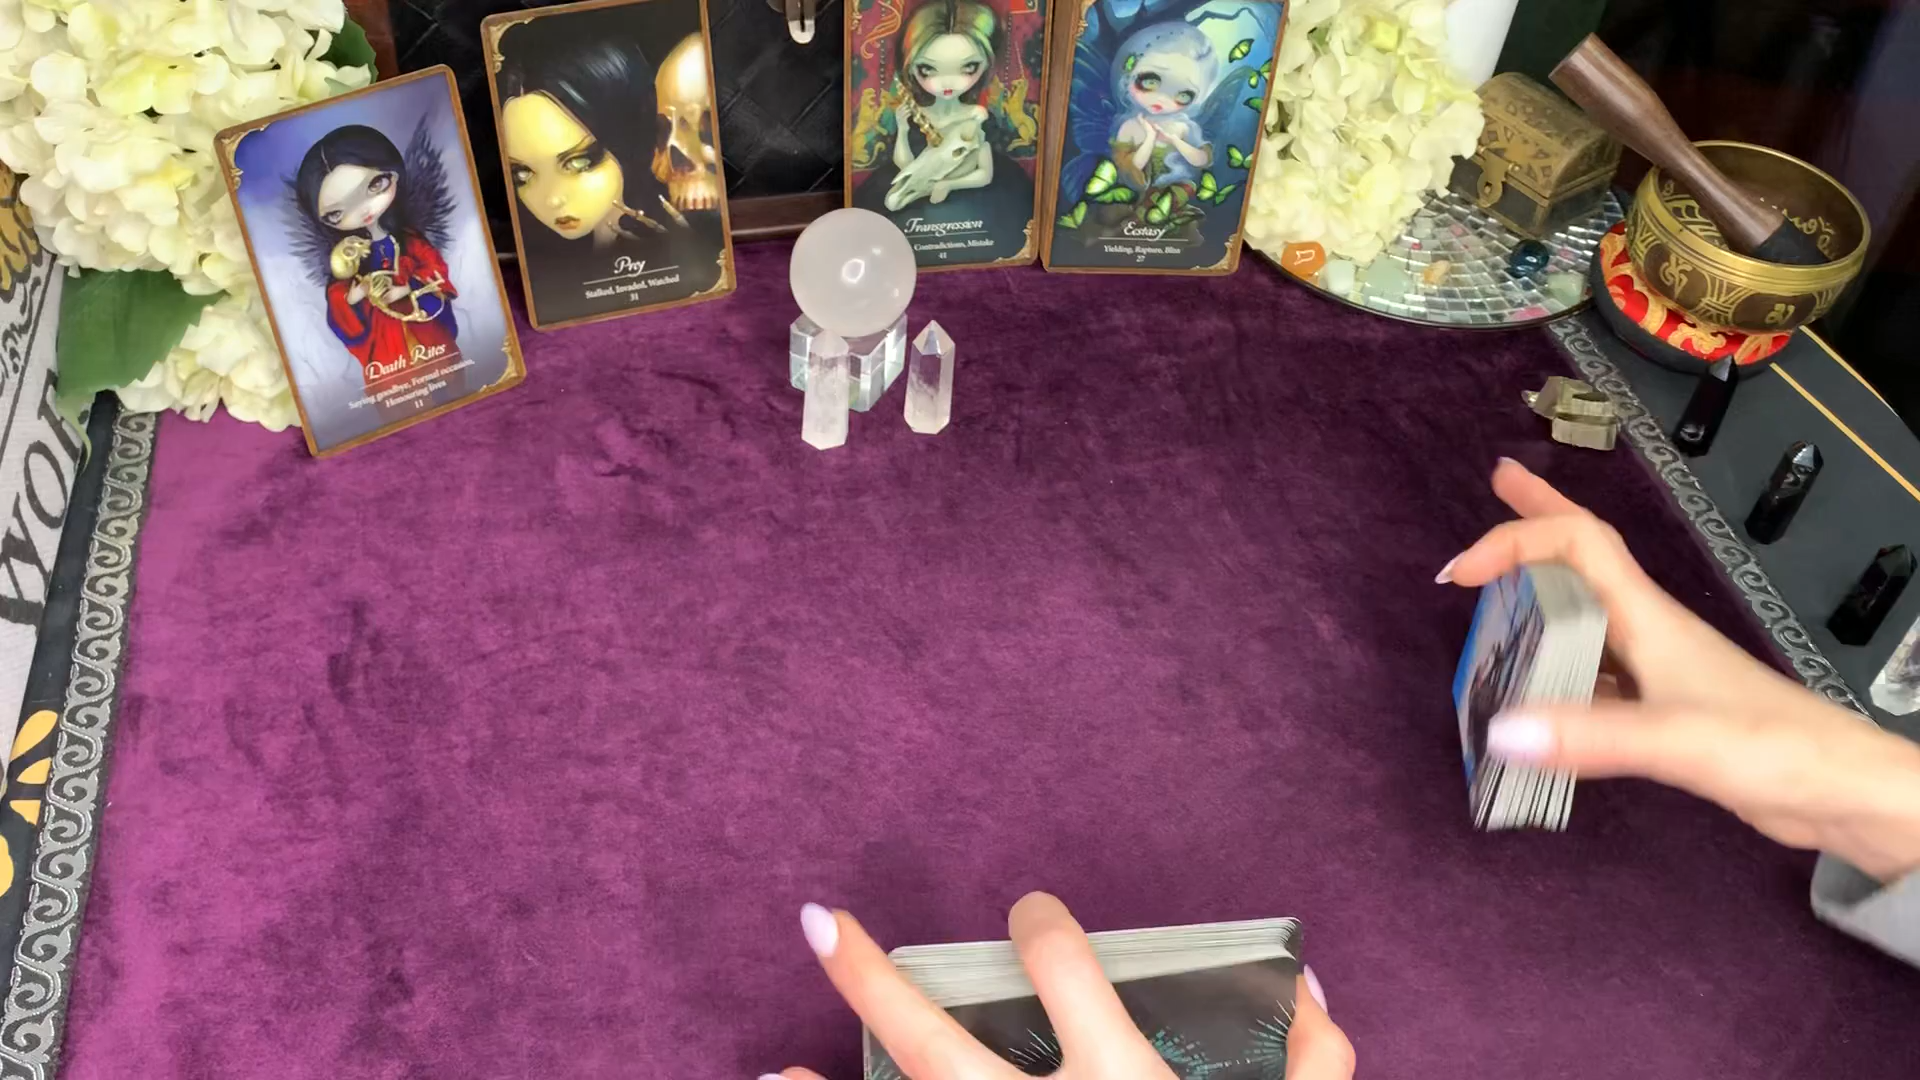 Death Rites
Saying goodbye, Formal occasion,
Honouring lives
11
Prey
Stalked, Invaded, Watched
31
Transgression
Contradictions, Mistake
41
Ecstasy
Yielding, Rapture, Bliss
27